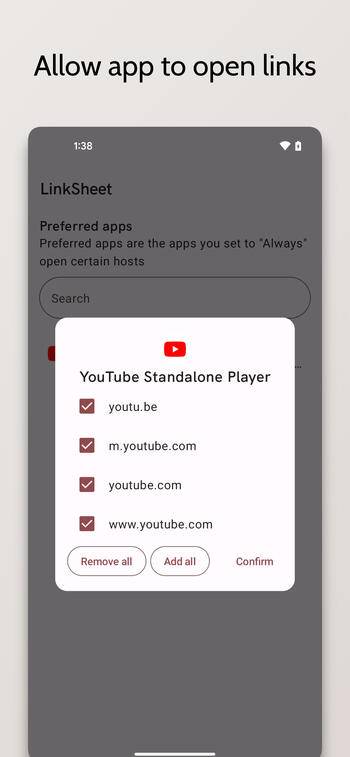 Allow app to open links
1:38
LinkSheet
Preferred apps
Preferred apps are the apps you set to "Always"
open certain hosts
Search
...
YouTube Standalone Player
youtu.be
m.youtube.com
youtube.com
www.youtube.com
Remove all Add all Confirm